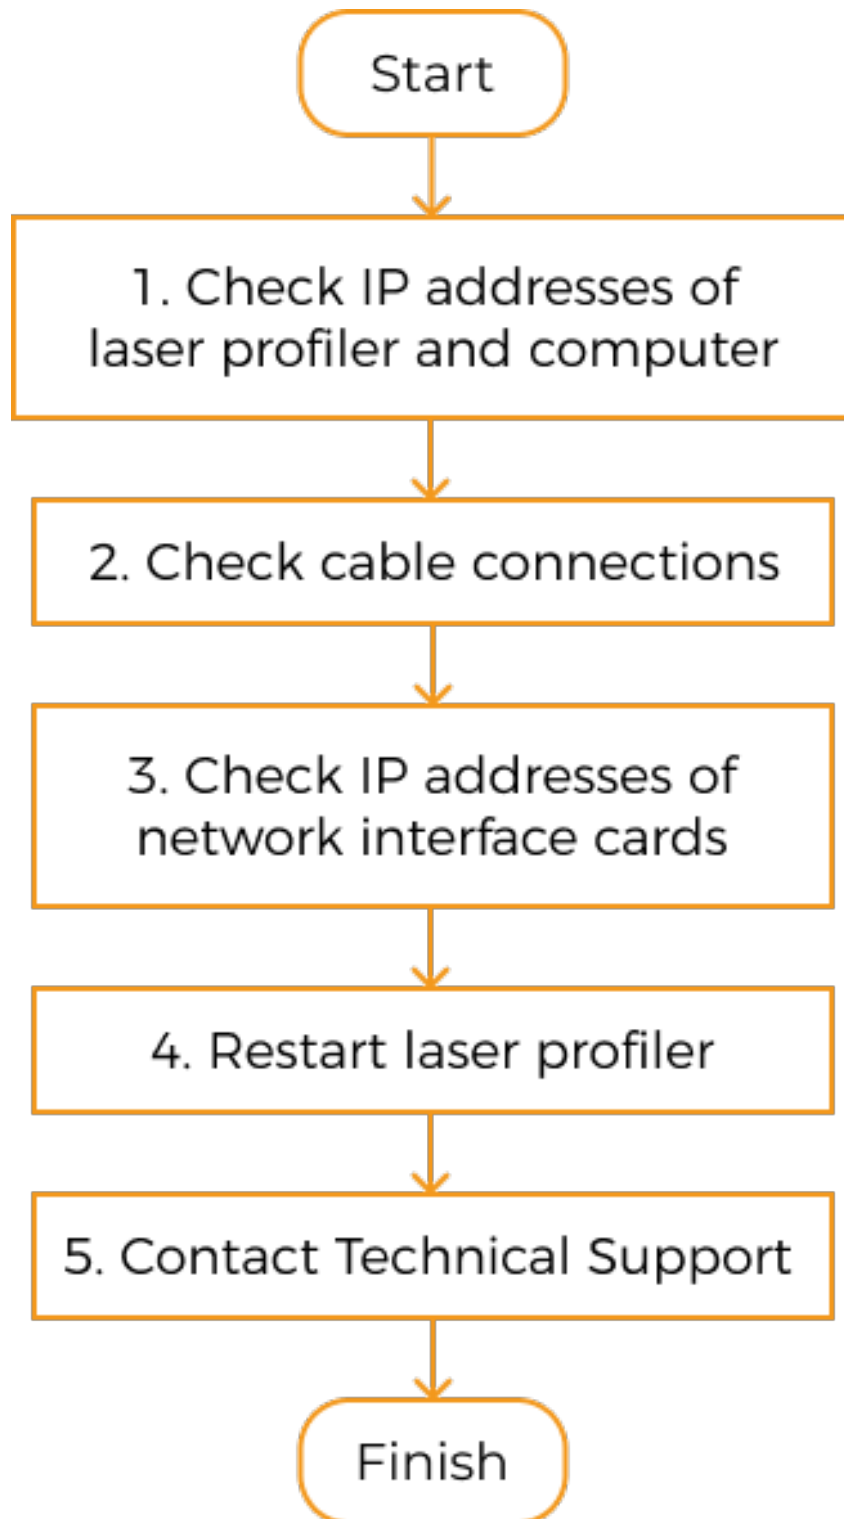 Start
1. Check IP addresses of
laser profiler and computer
2. Check cable connections
3. Check IP addresses of
network interface cards
4. Restart laser profiler
5. Contact Technical Support
Finish